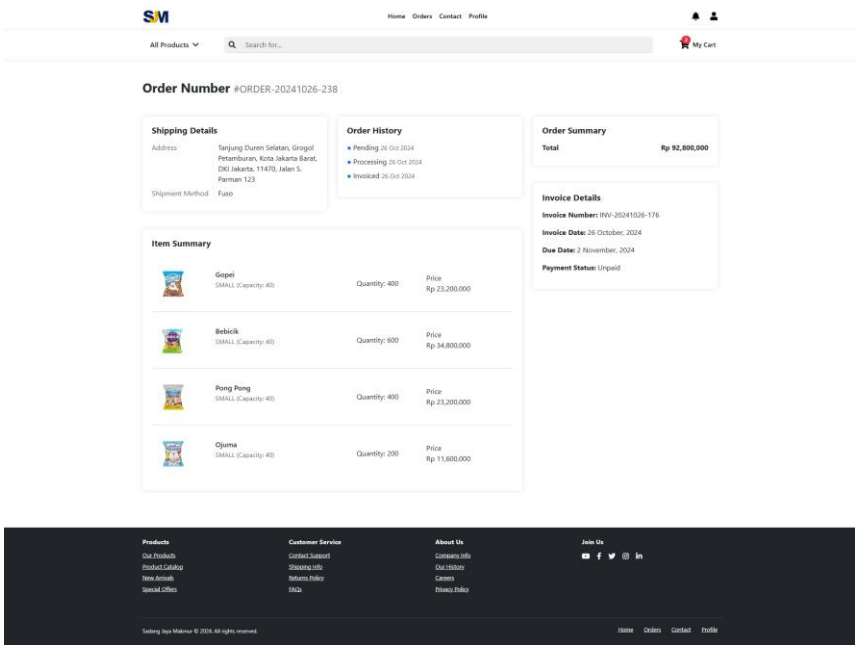 SJM
Home Orders Contact Profile
All Products
Search for...
2
My Cart
Order Number #ORDER-20241026-238
Shipping Details
Address
Tanjung Duren Selatan, Grogol
Petamburan, Kota Jakarta Barat,
DKI Jakarta, 11470, Jalan S.
Parman 123
Shipment Method Fuso
Order History
Pending 26 Oct 2024
Processing 26 Oct 2024
Invoiced 26 Oct 2024
Order Summary
Total Rp 92,800,000
Invoice Details
Invoice Number: INV-20241026-176
Invoice Date: 26 October, 2024
Due Date: 2 November, 2024
Payment Status: Unpaid
Item Summary
Gopei
SMALL (Capacity: 40)
Quantity: 400
Price
Rp 23,200,000
Bebicik
SMALL (Capacity: 40)
Quantity: 600
Price
Rp 34,800,000
Pong Pong
SMALL (Capacity: 40)
Quantity: 400
Price
Rp 23,200,000
Ojuma
SMALL (Capacity: 40)
Quantity: 200
Price
Rp 11,600,000
Products
Our Products
Product Catalog
New Arrivals
Special Offers
Customer Service
Contact Support
Shipping Info
Returns Policy
FAQs
About Us
Company Info
Our History
Careers
Privacy Policy
Join Us
Sadang Jaya Makmur © 2024. All rights reserved.
Home Orders Contact Profile